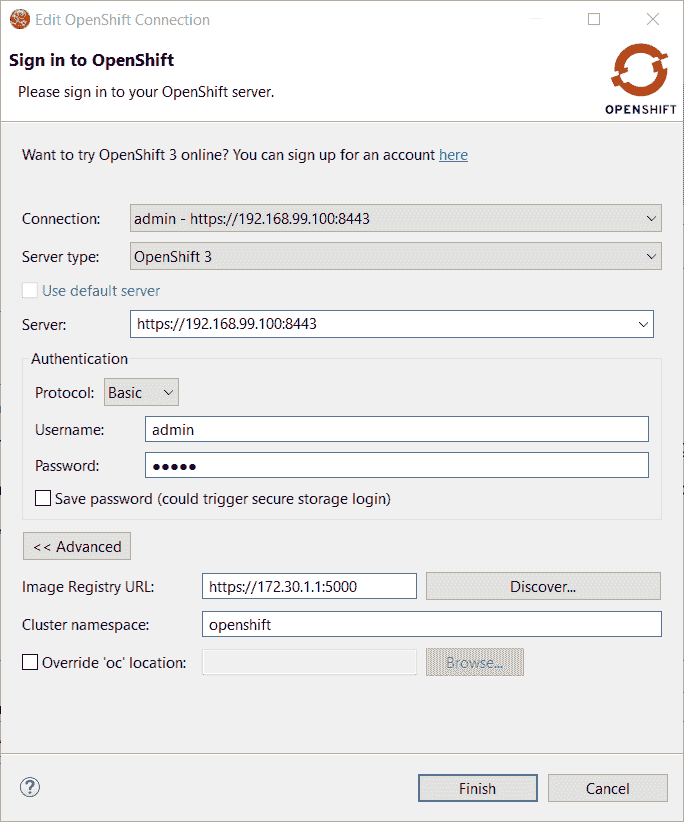 Edit OpenShift Connection
Sign in to OpenShift
Please sign in to your OpenShift server.
OPENSHIFT
Want to try OpenShift 3 online? You can sign up for an account here
Connection: admin - https://192.168.99.100:8443
Server type: OpenShift 3
Use default server
Server: https://192.168.99.100:8443
Authentication
Protocol: Basic
Username: admin
Password: ●●●●●
Save password (could trigger secure storage login)
<< Advanced
Image Registry URL: https://172.30.1.1:5000 Discover...
Cluster namespace: openshift
Override 'oc' location: Browse...
? Finish Cancel